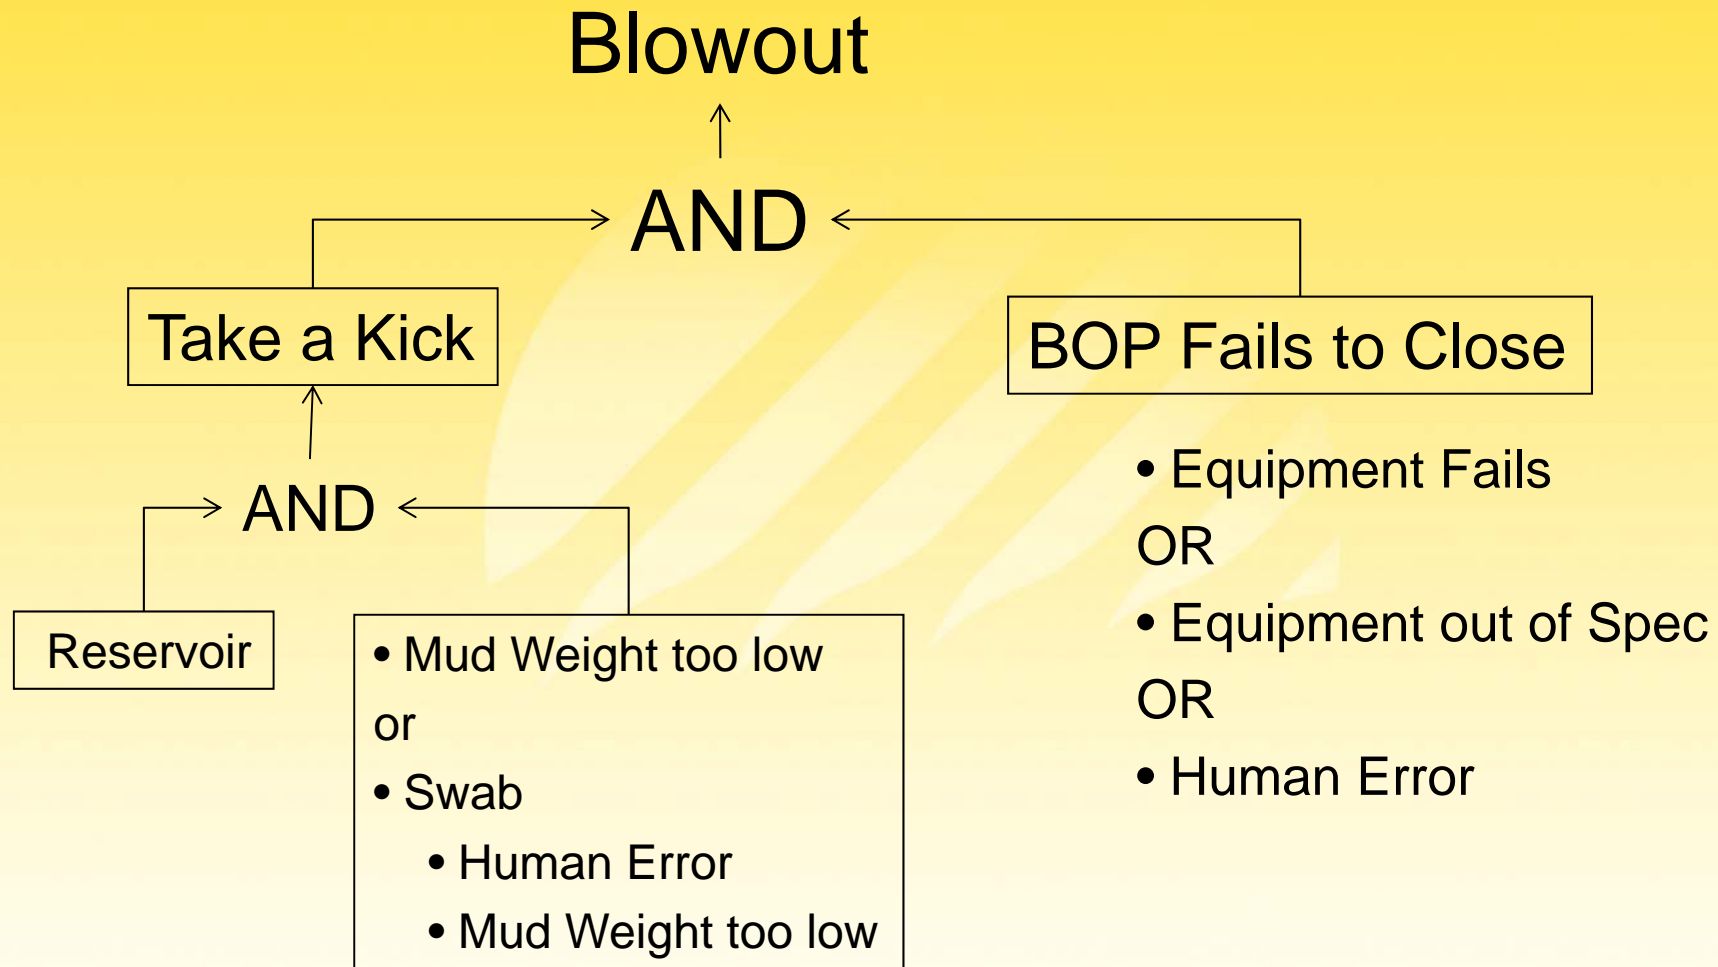 Blowout
AND
Take a Kick
BOP Fails to Close
AND
Reservoir
• Mud Weight too low
or
• Swab
• Human Error
• Mud Weight too low
• Equipment Fails
OR
• Equipment out of Spec
OR
• Human Error